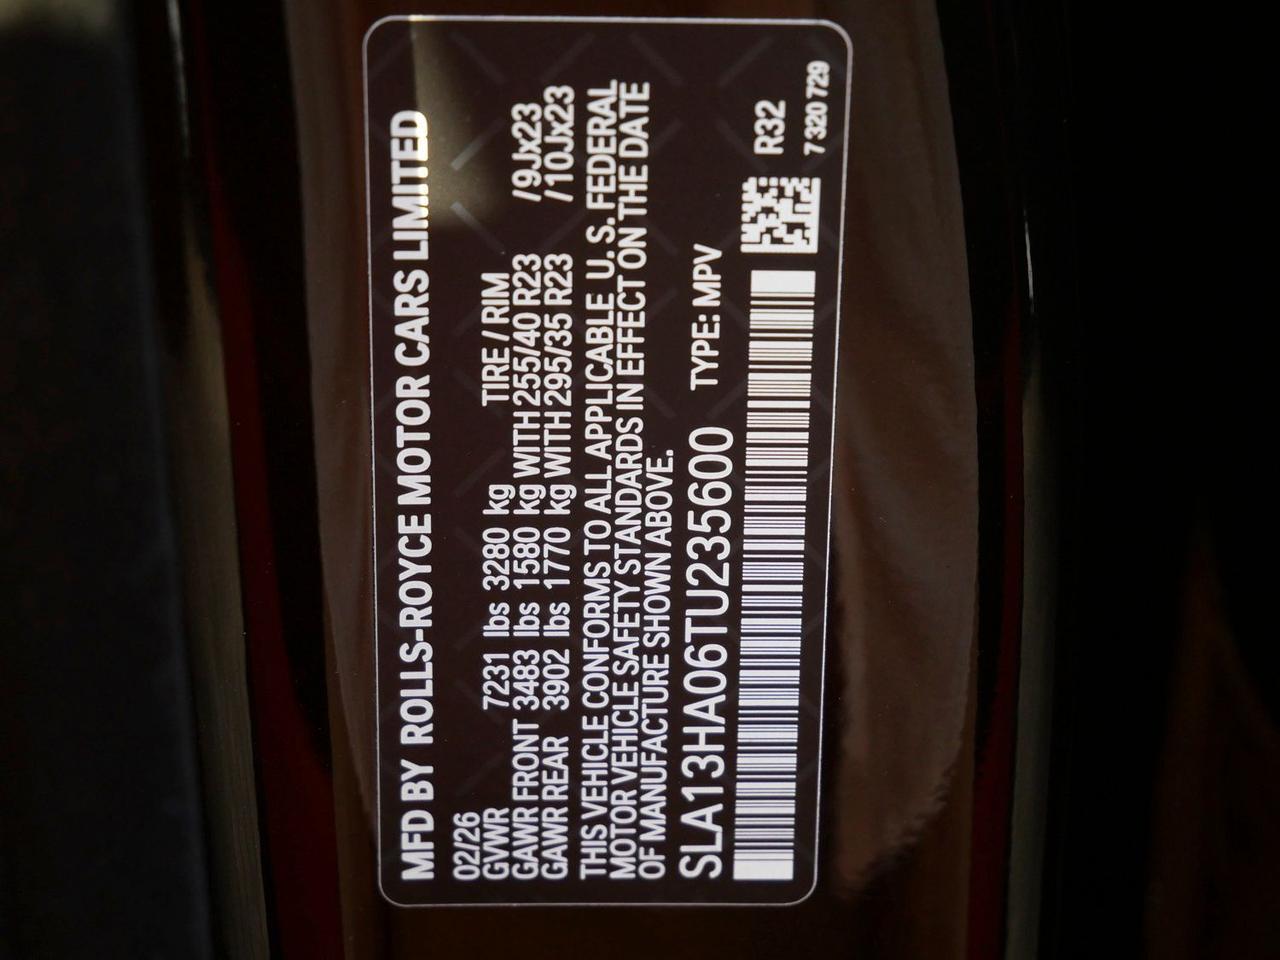 MFD BY ROLLS-ROYCE MOTOR CARS LIMITED
02/26
GVWR 7231 lbs 3280 kg TIRE / RIM
GAWR FRONT 3483 lbs 1580 kg WITH 255/40 R23 /9Jx23
GAWR REAR 3902 lbs 1770 kg WITH 295/35 R23 /10Jx23
THIS VEHICLE CONFORMS TO ALL APPLICABLE U. S. FEDERAL
MOTOR VEHICLE SAFETY STANDARDS IN EFFECT ON THE DATE
OF MANUFACTURE SHOWN ABOVE.
SLA13HA06TU235600 TYPE: MPV
R32
7 320 729